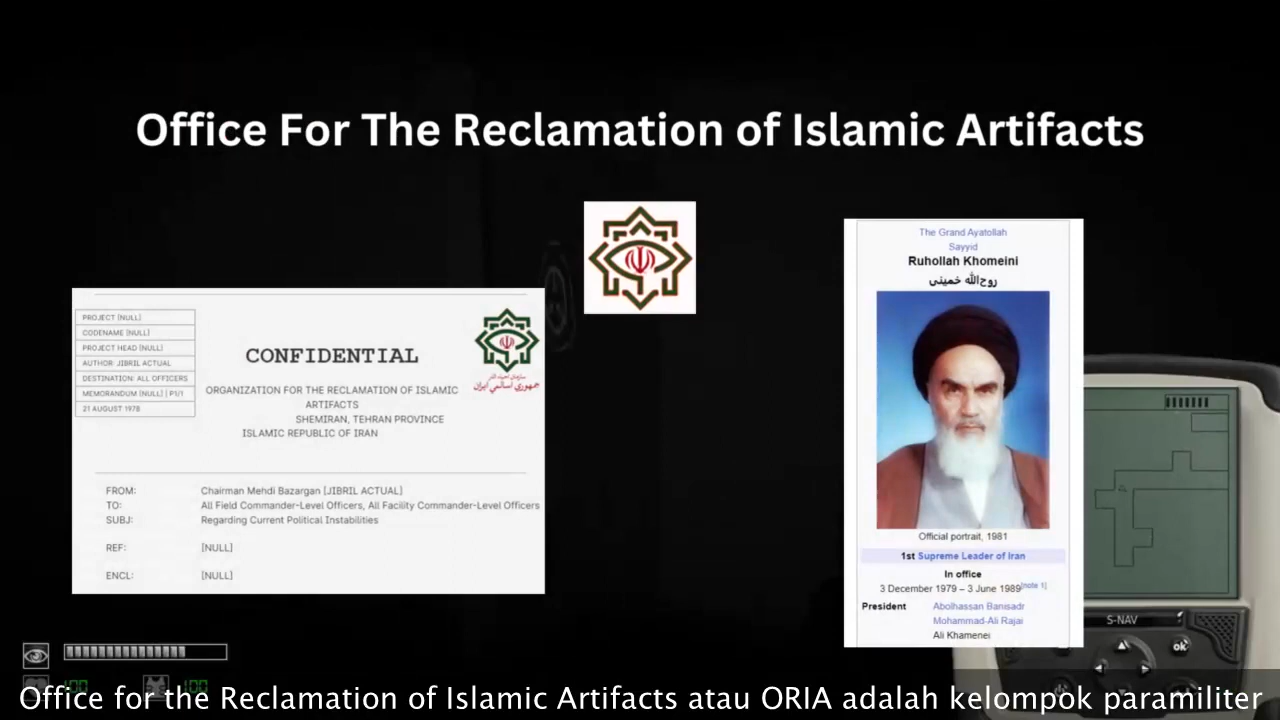 Office For The Reclamation of Islamic Artifacts
PROJECT [NULL]
CODENAME [NULL]
PROJECT HEAD [NULL]
AUTHOR: JIBRIL ACTUAL
DESTINATION: ALL OFFICERS
MEMORANDUM [NULL] | P1/1
21 AUGUST 1978
CONFIDENTIAL
ORGANIZATION FOR THE RECLAMATION OF ISLAMIC
ARTIFACTS
SHEMIRAN, TEHRAN PROVINCE
ISLAMIC REPUBLIC OF IRAN
FROM: Chairman Mehdi Bazargan [JIBRIL ACTUAL]
TO: All Field Commander-Level Officers, All Facility Commander-Level Officers
SUBJ: Regarding Current Political Instabilities
REF: [NULL]
ENCL: [NULL]
The Grand Ayatollah
Sayyid
Ruhollah Khomeini
روح‌الله خمینی
Official portrait, 1981
1st Supreme Leader of Iran
In office
3 December 1979 – 3 June 1989[note 1]
President Abolhassan Banisadr
Mohammad-Ali Rajai
Ali Khamenei
S-NAV
ok
100
100
Office for the Reclamation of Islamic Artifacts atau ORIA adalah kelompok paramiliter